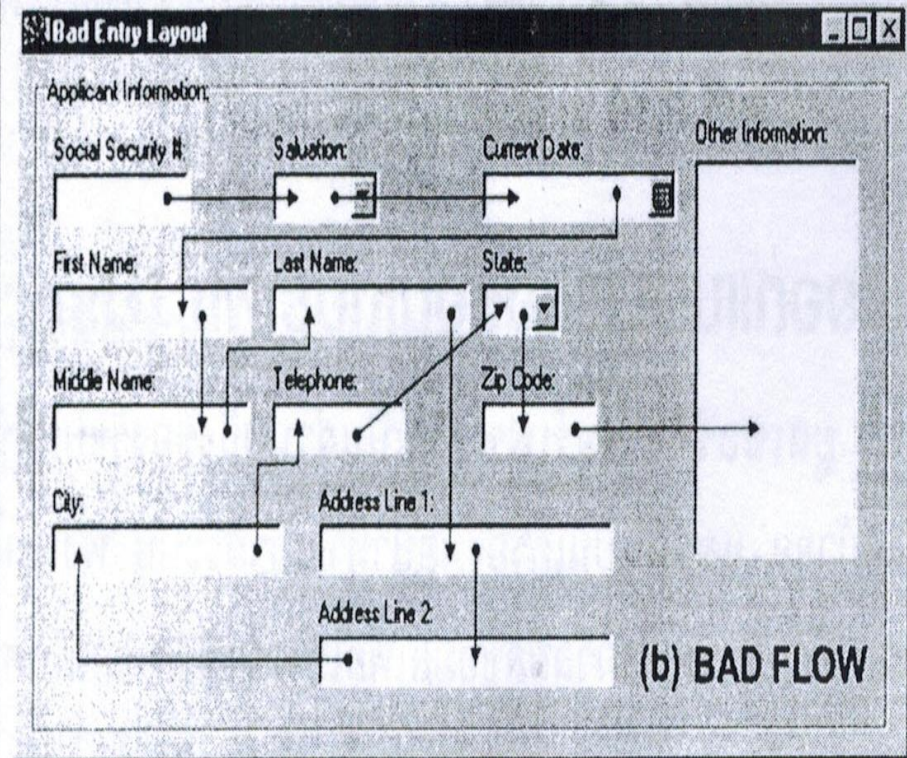 Bad Entry Layout
Applicant Information:
Social Security #: Saluation: Current Date: Other Information:
First Name: Last Name: State:
Middle Name: Telephone: Zip Code:
City: Address Line 1:
Address Line 2:
(b) BAD FLOW